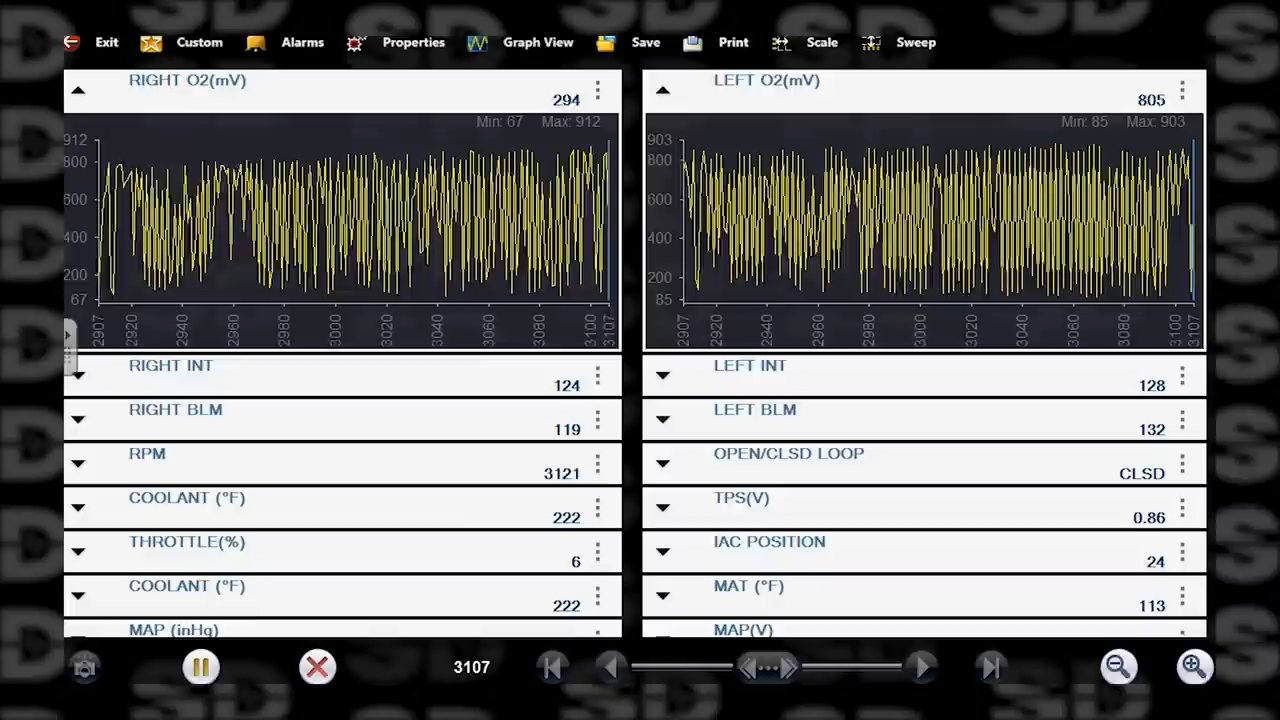 Exit Custom Alarms Properties Graph View Save Print Scale Sweep
RIGHT O2(mV)
294
Min: 67 Max: 912
912
800
600
400
200
67
2907 2920 2940 2960 2980 3000 3020 3040 3060 3080 3100 3107
LEFT O2(mV)
805
Min: 85 Max: 903
903
800
600
400
200
85
2907 2920 2940 2960 2980 3000 3020 3040 3060 3080 3100 3107
RIGHT INT
124
LEFT INT
128
RIGHT BLM
119
LEFT BLM
132
RPM
3121
OPEN/CLSD LOOP
CLSD
COOLANT (°F)
222
TPS(V)
0.86
THROTTLE(%)
6
IAC POSITION
24
COOLANT (°F)
222
MAT (°F)
113
MAP (inHg)
MAP(V)
3107